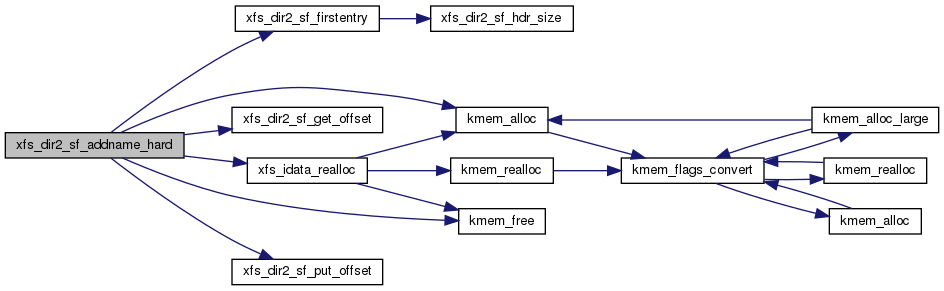 xfs_dir2_sf_firstentry
xfs_dir2_sf_hdr_size
xfs_dir2_sf_get_offset
kmem_alloc
kmem_alloc_large
xfs_dir2_sf_addname_hard
xfs_idata_realloc
kmem_realloc
kmem_flags_convert
kmem_realloc
kmem_free
kmem_alloc
xfs_dir2_sf_put_offset